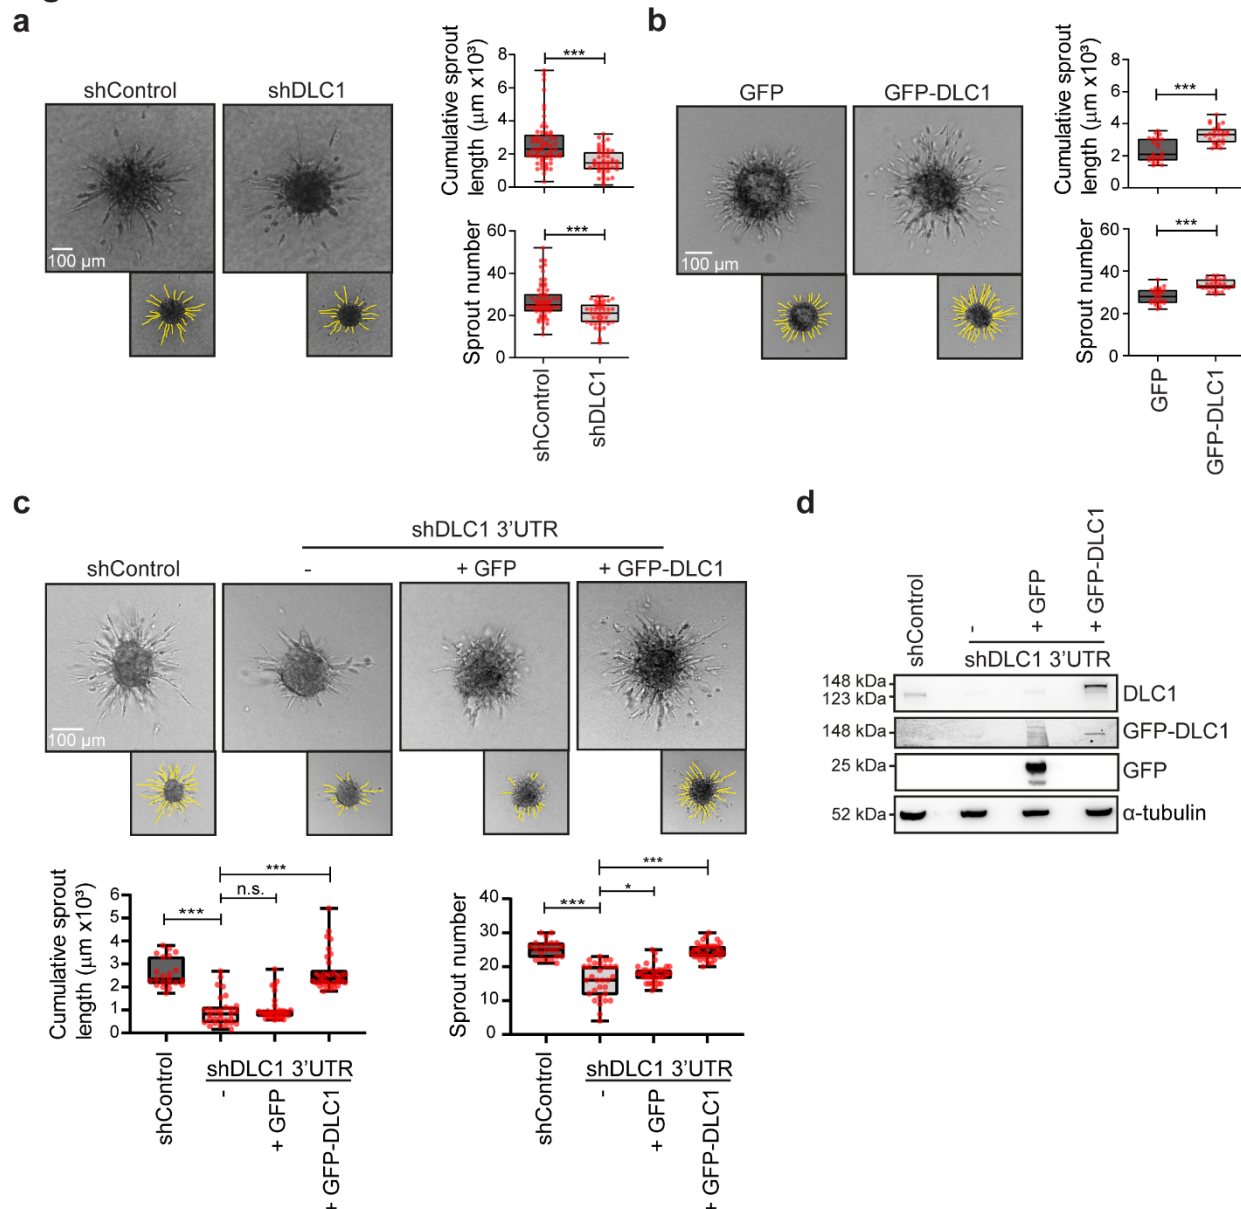 a
shControl
shDLC1
100 µm
Cumulative sprout
length (µm x10³)
8
6
4
2
0
***
Sprout number
60
40
20
0
***
shControl
shDLC1
b
GFP
GFP-DLC1
100 µm
Cumulative sprout
length (µm x10³)
8
6
4
2
0
***
Sprout number
60
40
20
0
***
GFP
GFP-DLC1
c
shDLC1 3'UTR
shControl
-
+ GFP
+ GFP-DLC1
100 µm
Cumulative sprout
length (µm x10³)
6
5
4
3
2
1
0
***
n.s.
***
shControl
shDLC1 3'UTR
-
+ GFP
+ GFP-DLC1
Sprout number
40
30
20
10
0
***
*
***
shControl
shDLC1 3'UTR
-
+ GFP
+ GFP-DLC1
d
shControl
-
+ GFP
+ GFP-DLC1
shDLC1 3'UTR
148 kDa
123 kDa
DLC1
148 kDa
GFP-DLC1
25 kDa
GFP
52 kDa
α-tubulin